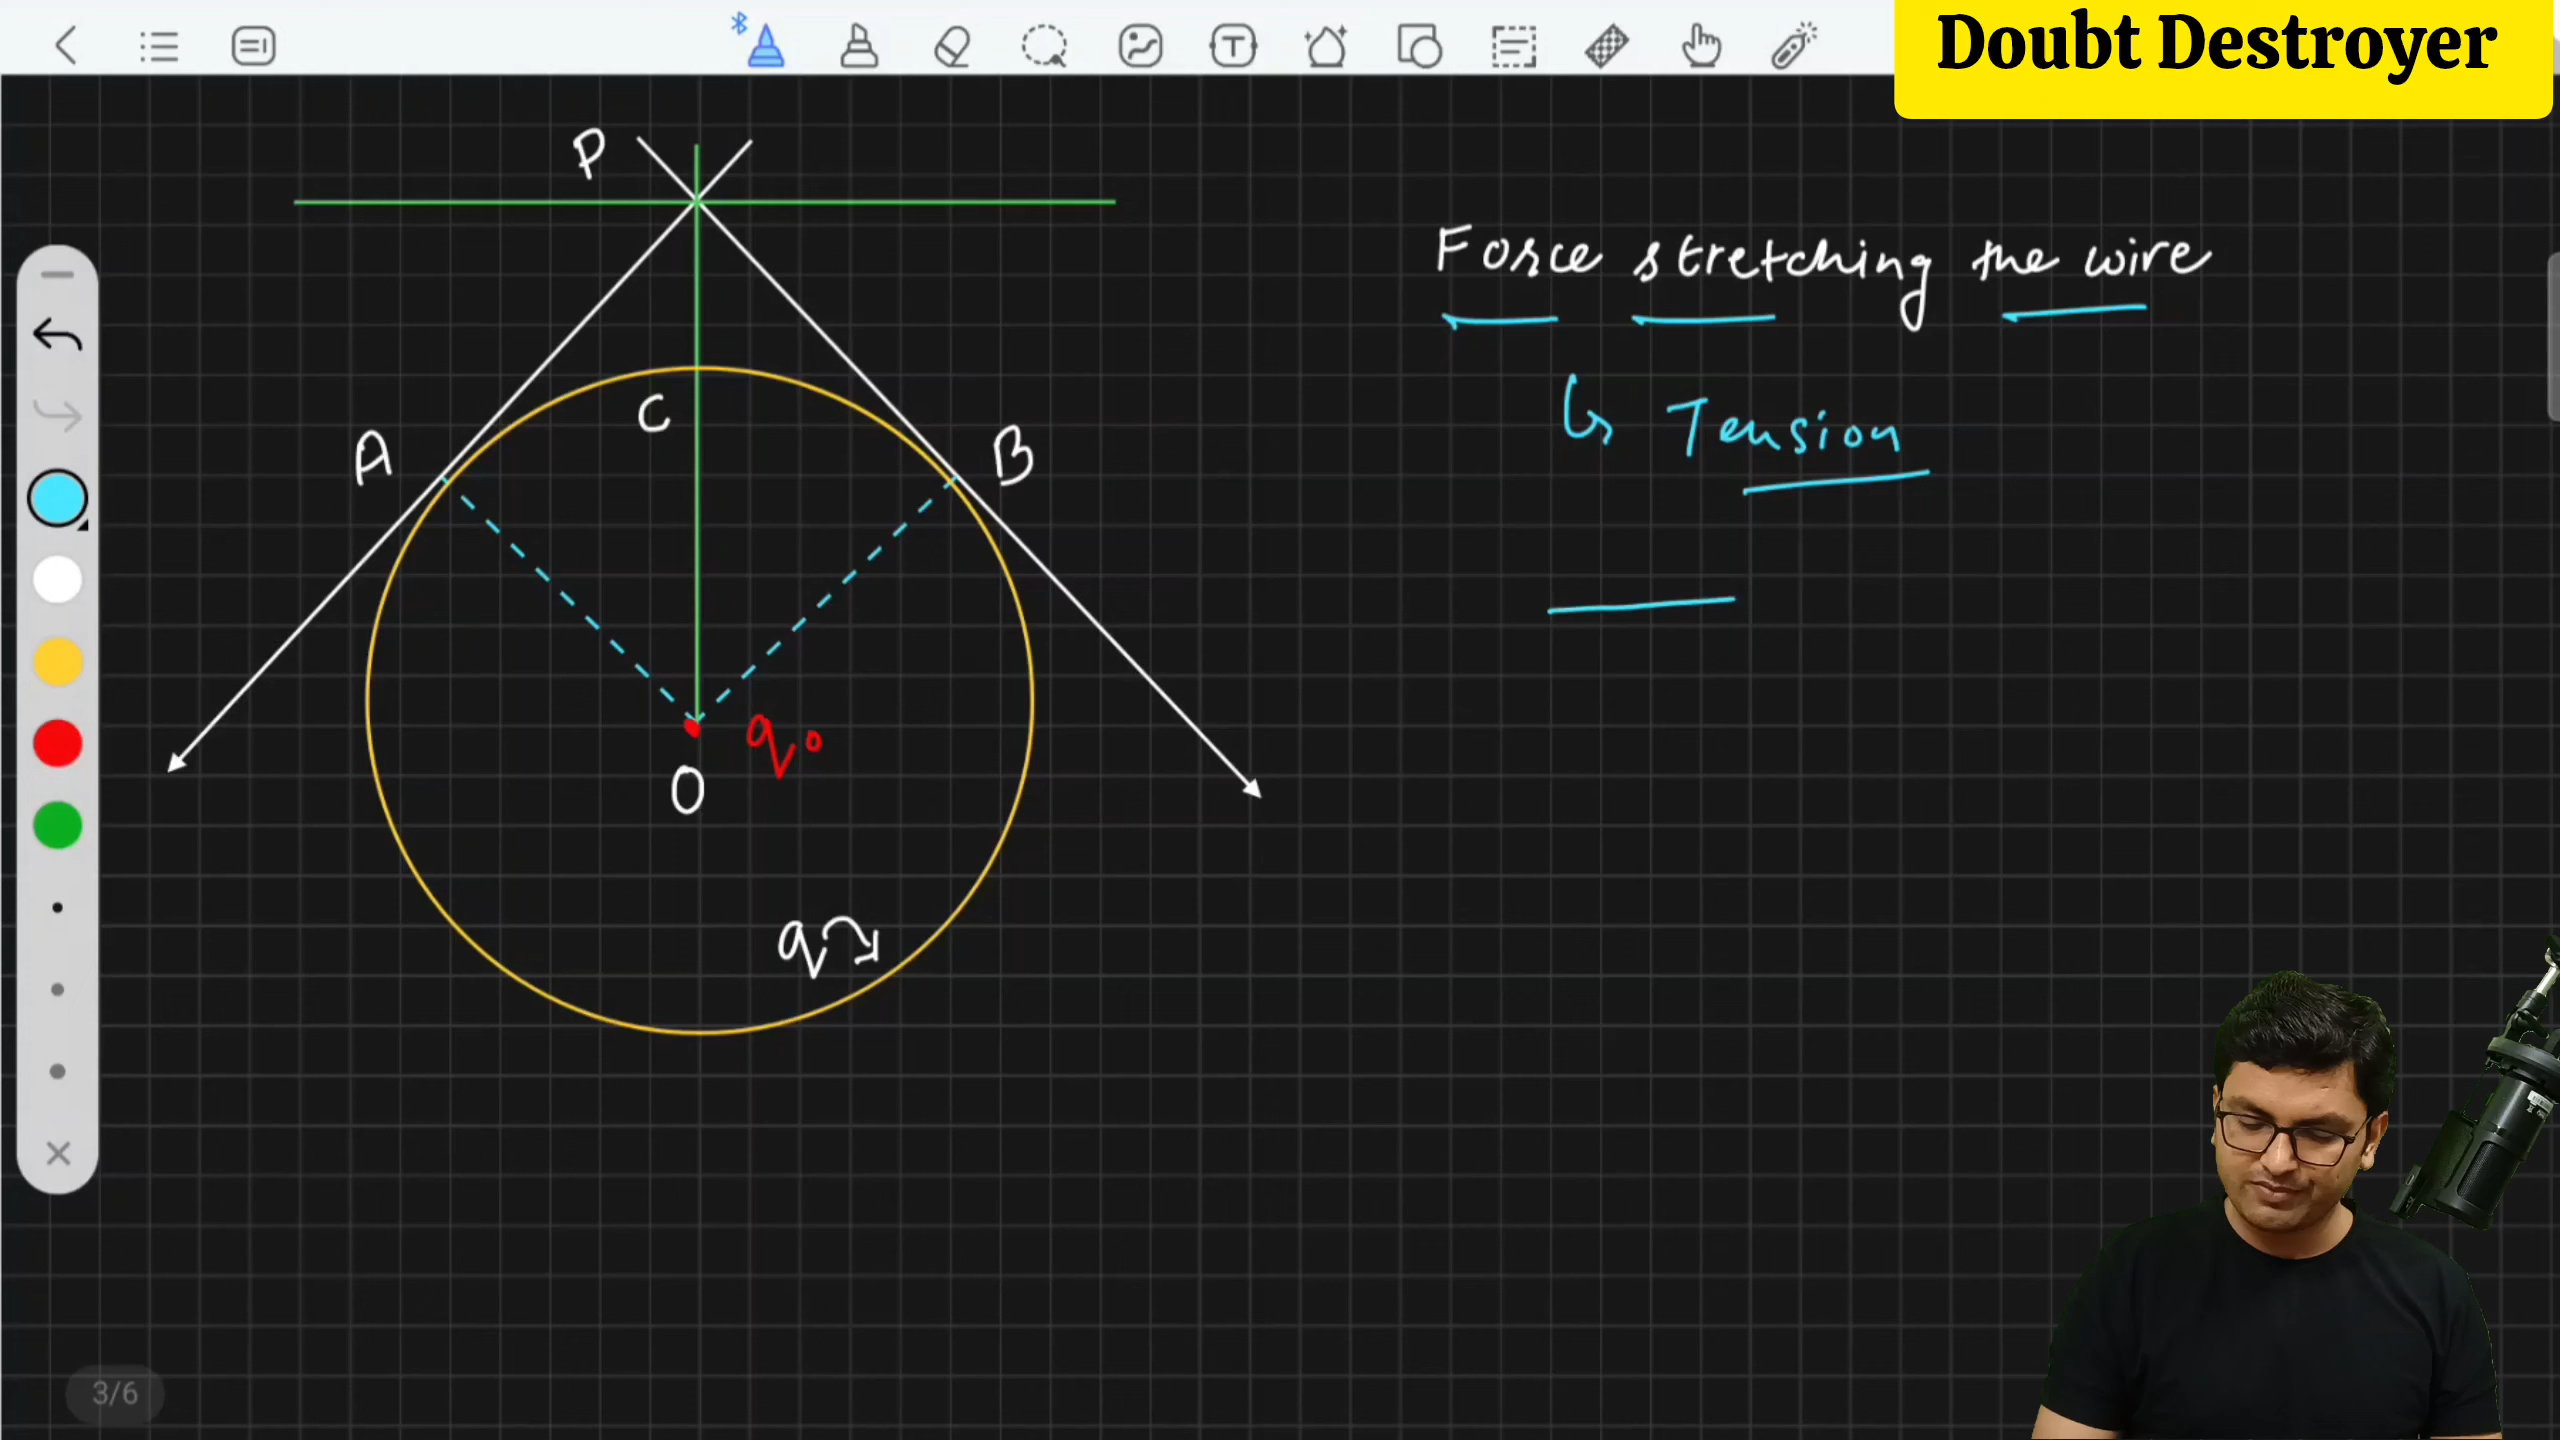 Doubt Destroyer
P
Force stretching the wire
C
Tension
A
B
q₀
O
q
3/6